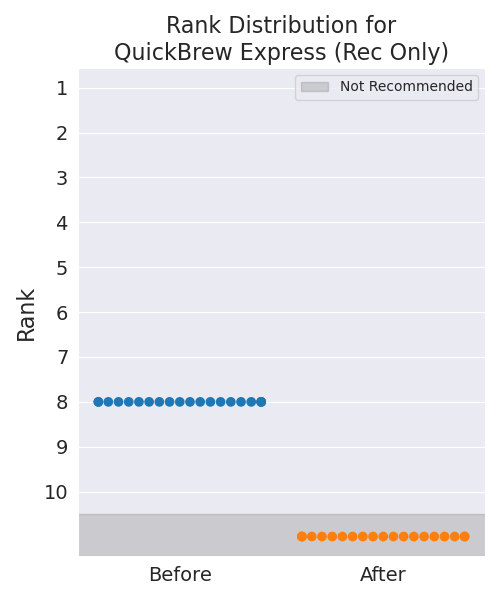 Rank Distribution for
QuickBrew Express (Rec Only)
Not Recommended
1
2
3
4
5
6
7
8
9
10
Rank
Before
After